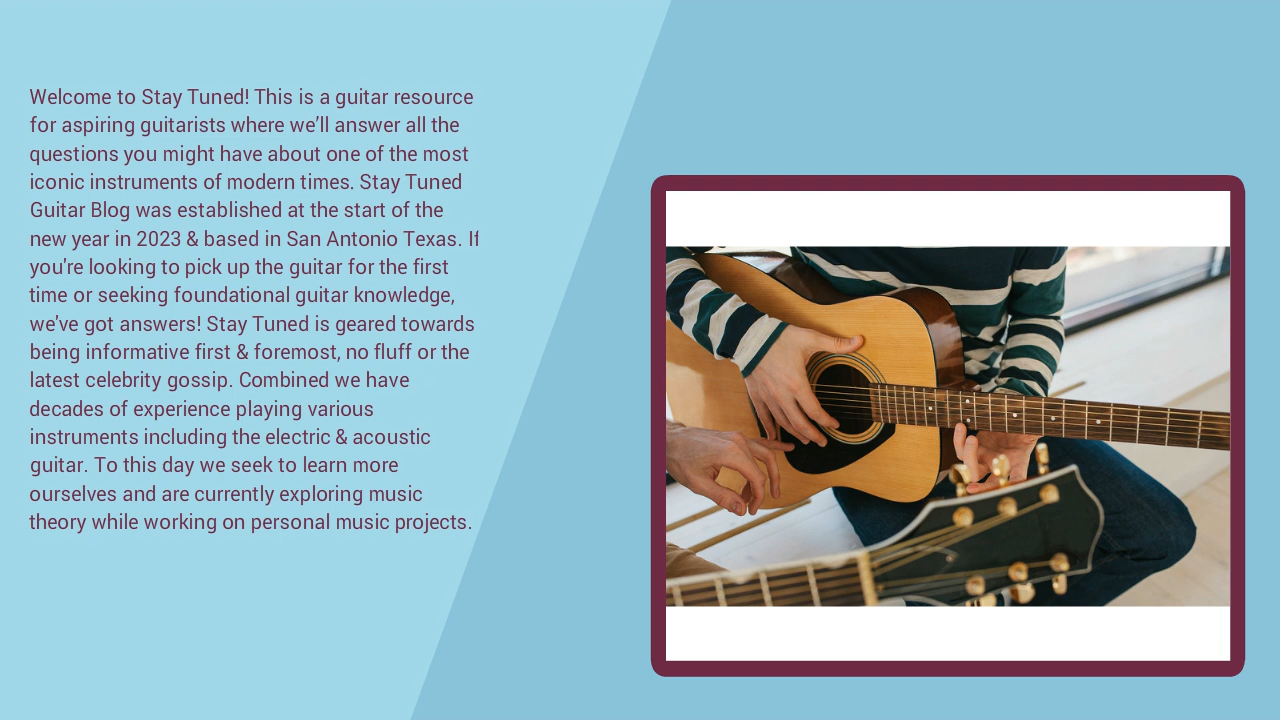 Welcome to Stay Tuned! This is a guitar resource
for aspiring guitarists where we’ll answer all the
questions you might have about one of the most
iconic instruments of modern times. Stay Tuned
Guitar Blog was established at the start of the
new year in 2023 & based in San Antonio Texas. If
you're looking to pick up the guitar for the first
time or seeking foundational guitar knowledge,
we've got answers! Stay Tuned is geared towards
being informative first & foremost, no fluff or the
latest celebrity gossip. Combined we have
decades of experience playing various
instruments including the electric & acoustic
guitar. To this day we seek to learn more
ourselves and are currently exploring music
theory while working on personal music projects.